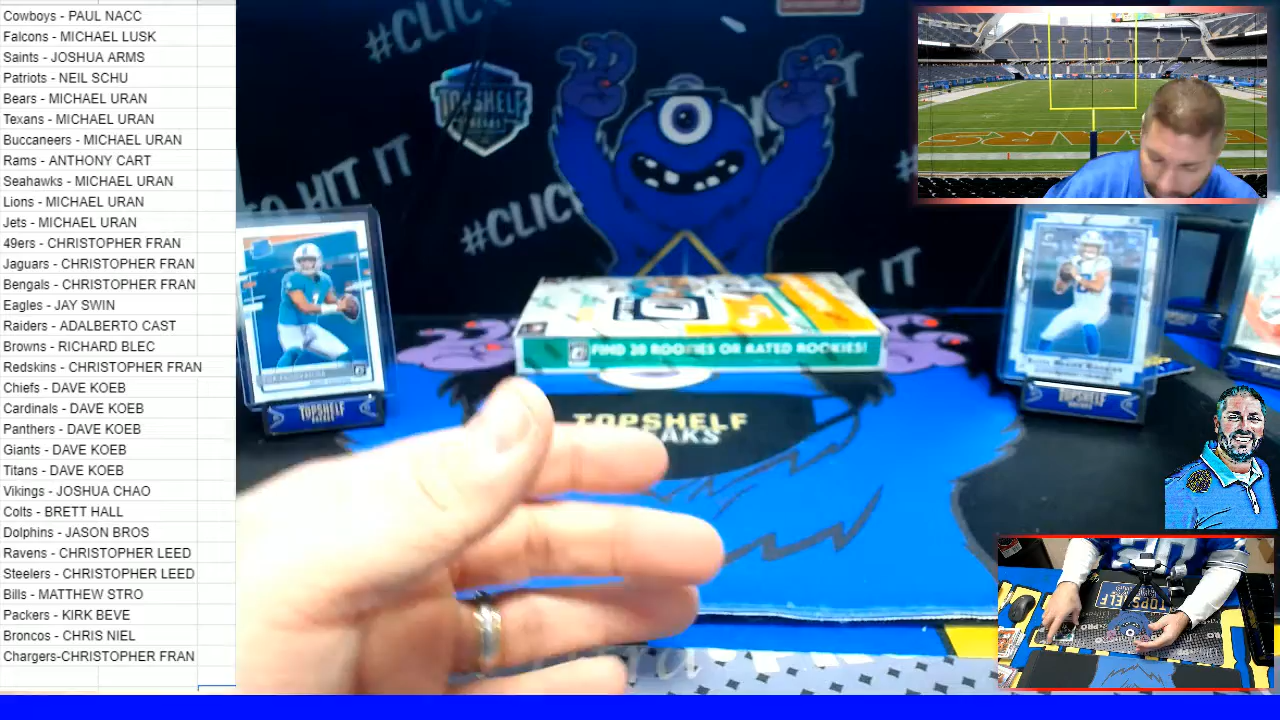 Cowboys - PAUL NACC
Falcons - MICHAEL LUSK
Saints - JOSHUA ARMS
Patriots - NEIL SCHU
Bears - MICHAEL URAN
Texans - MICHAEL URAN
Buccaneers - MICHAEL URAN
Rams - ANTHONY CART
Seahawks - MICHAEL URAN
Lions - MICHAEL URAN
Jets - MICHAEL URAN
49ers - CHRISTOPHER FRAN
Jaguars - CHRISTOPHER FRAN
Bengals - CHRISTOPHER FRAN
Eagles - JAY SWIN
Raiders - ADALBERTO CAST
Browns - RICHARD BLEC
Redskins - CHRISTOPHER FRAN
Chiefs - DAVE KOEB
Cardinals - DAVE KOEB
Panthers - DAVE KOEB
Giants - DAVE KOEB
Titans - DAVE KOEB
Vikings - JOSHUA CHAO
Colts - BRETT HALL
Dolphins - JASON BROS
Ravens - CHRISTOPHER LEED
Steelers - CHRISTOPHER LEED
Bills - MATTHEW STRO
Packers - KIRK BEVE
Broncos - CHRIS NIEL
Chargers-CHRISTOPHER FRAN
#CLIC
TOPSHELF
BREAKS
O HIT IT
#CLIC
IT
FIND 20 ROOKIES OR RATED ROOKIES!
TOPSHELF
EAKS
TOPSHELF
TOPSHELF
TOPSHELF